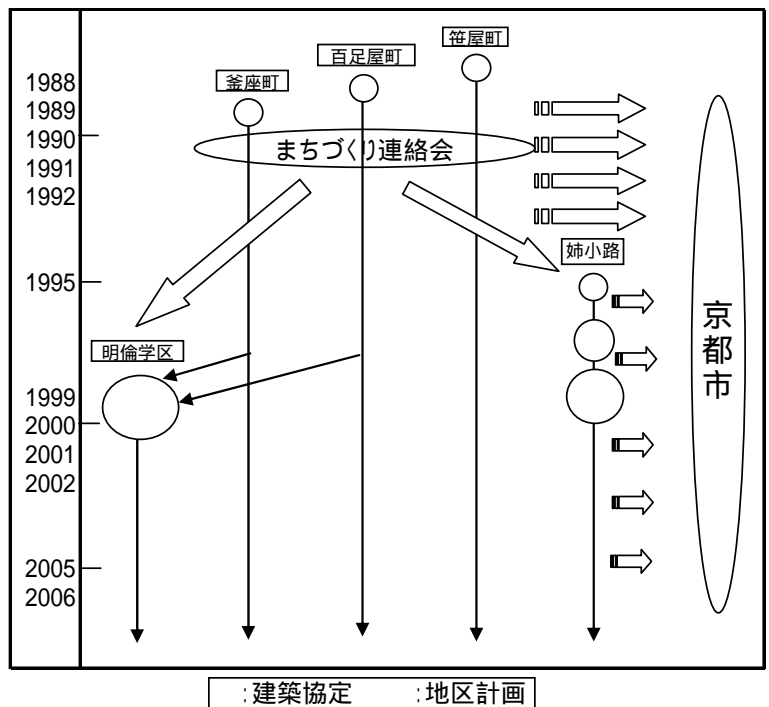 笹屋町
百足屋町
釜座町
1988
1989
1990
1991
1992
まちづくり連絡会
姉小路
1995
京都市
明倫学区
1999
2000
2001
2002
2005
2006
:建築協定 :地区計画